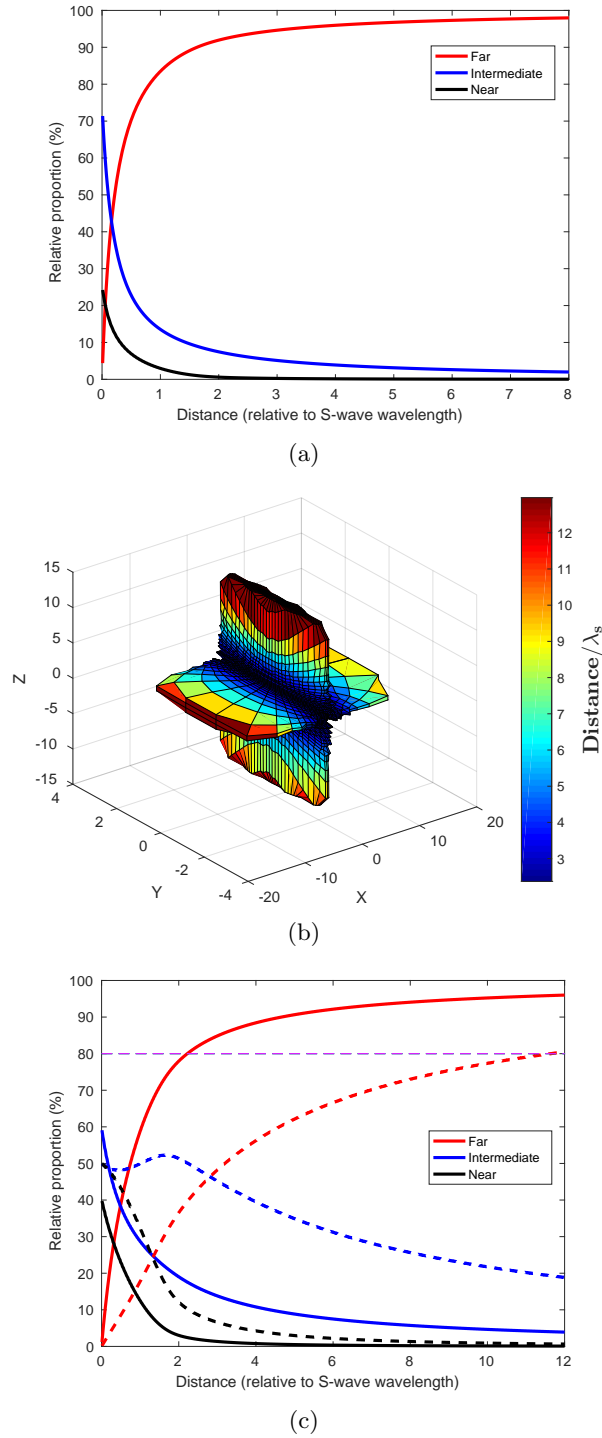 100
90
80
70
60
50
40
30
20
10
0
Relative proportion (%)
Far
Intermediate
Near
0 1 2 3 4 5 6 7 8
Distance (relative to S-wave wavelength)
(a)
15
10
5
0
-5
-10
-15
Z
4
2
0
-2
-4
Y
-20
-10
0
10
20
X
12
11
10
9
8
7
6
5
4
3
Distance/λs
(b)
100
90
80
70
60
50
40
30
20
10
0
Relative proportion (%)
Far
Intermediate
Near
0 2 4 6 8 10 12
Distance (relative to S-wave wavelength)
(c)